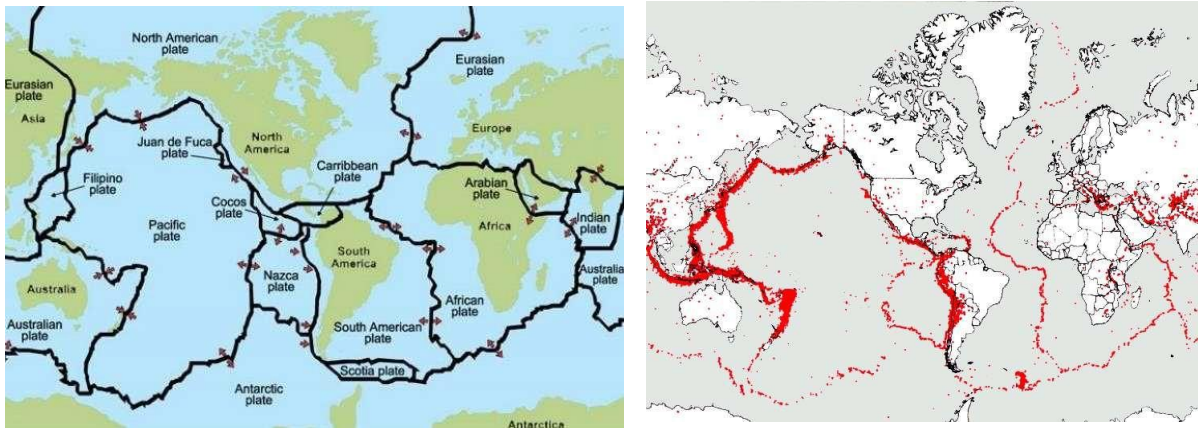 North American
plate
Eurasian
plate
Eurasian
plate
Asia
Juan de Fuca
plate
North
America
Europe
Filipino
plate
Carribbean
plate
Arabian
plate
Cocos
plate
Pacific
plate
Africa
Indian
plate
South
America
Nazca
plate
Australia
Australia
plate
African
plate
Australian
plate
South American
plate
Scotia plate
Antarctic
plate
Antarctica